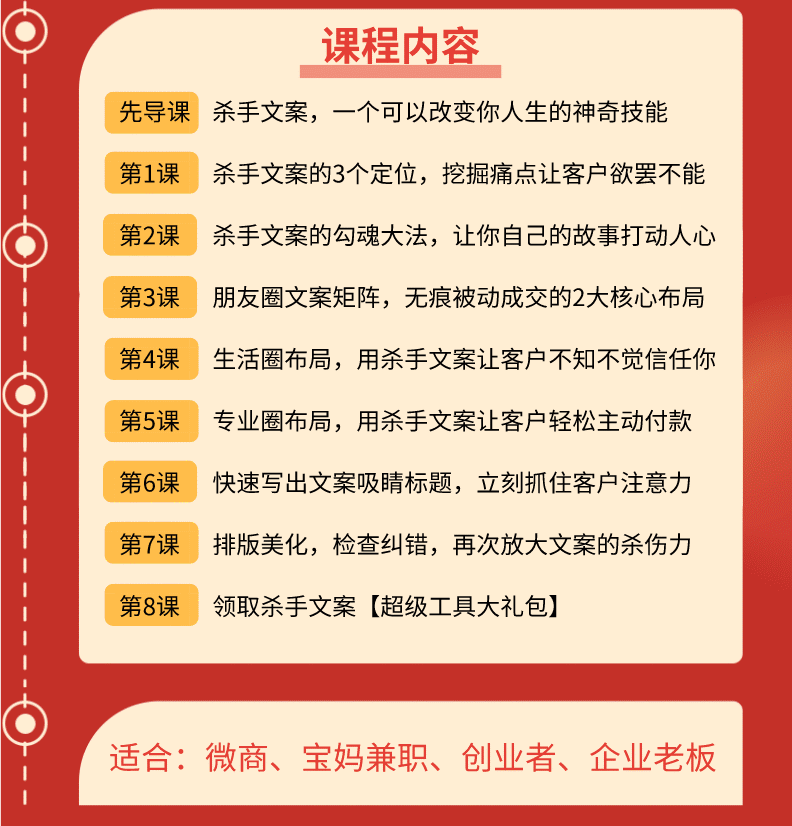 课程内容
先导课 杀手文案，一个可以改变你人生的神奇技能
第1课 杀手文案的3个定位，挖掘痛点让客户欲罢不能
第2课 杀手文案的勾魂大法，让你自己的故事打动人心
第3课 朋友圈文案矩阵，无痕被动成交的2大核心布局
第4课 生活圈布局，用杀手文案让客户不知不觉信任你
第5课 专业圈布局，用杀手文案让客户轻松主动付款
第6课 快速写出文案吸睛标题，立刻抓住客户注意力
第7课 排版美化，检查纠错，再次放大文案的杀伤力
第8课 领取杀手文案【超级工具大礼包】
适合：微商、宝妈兼职、创业者、企业老板